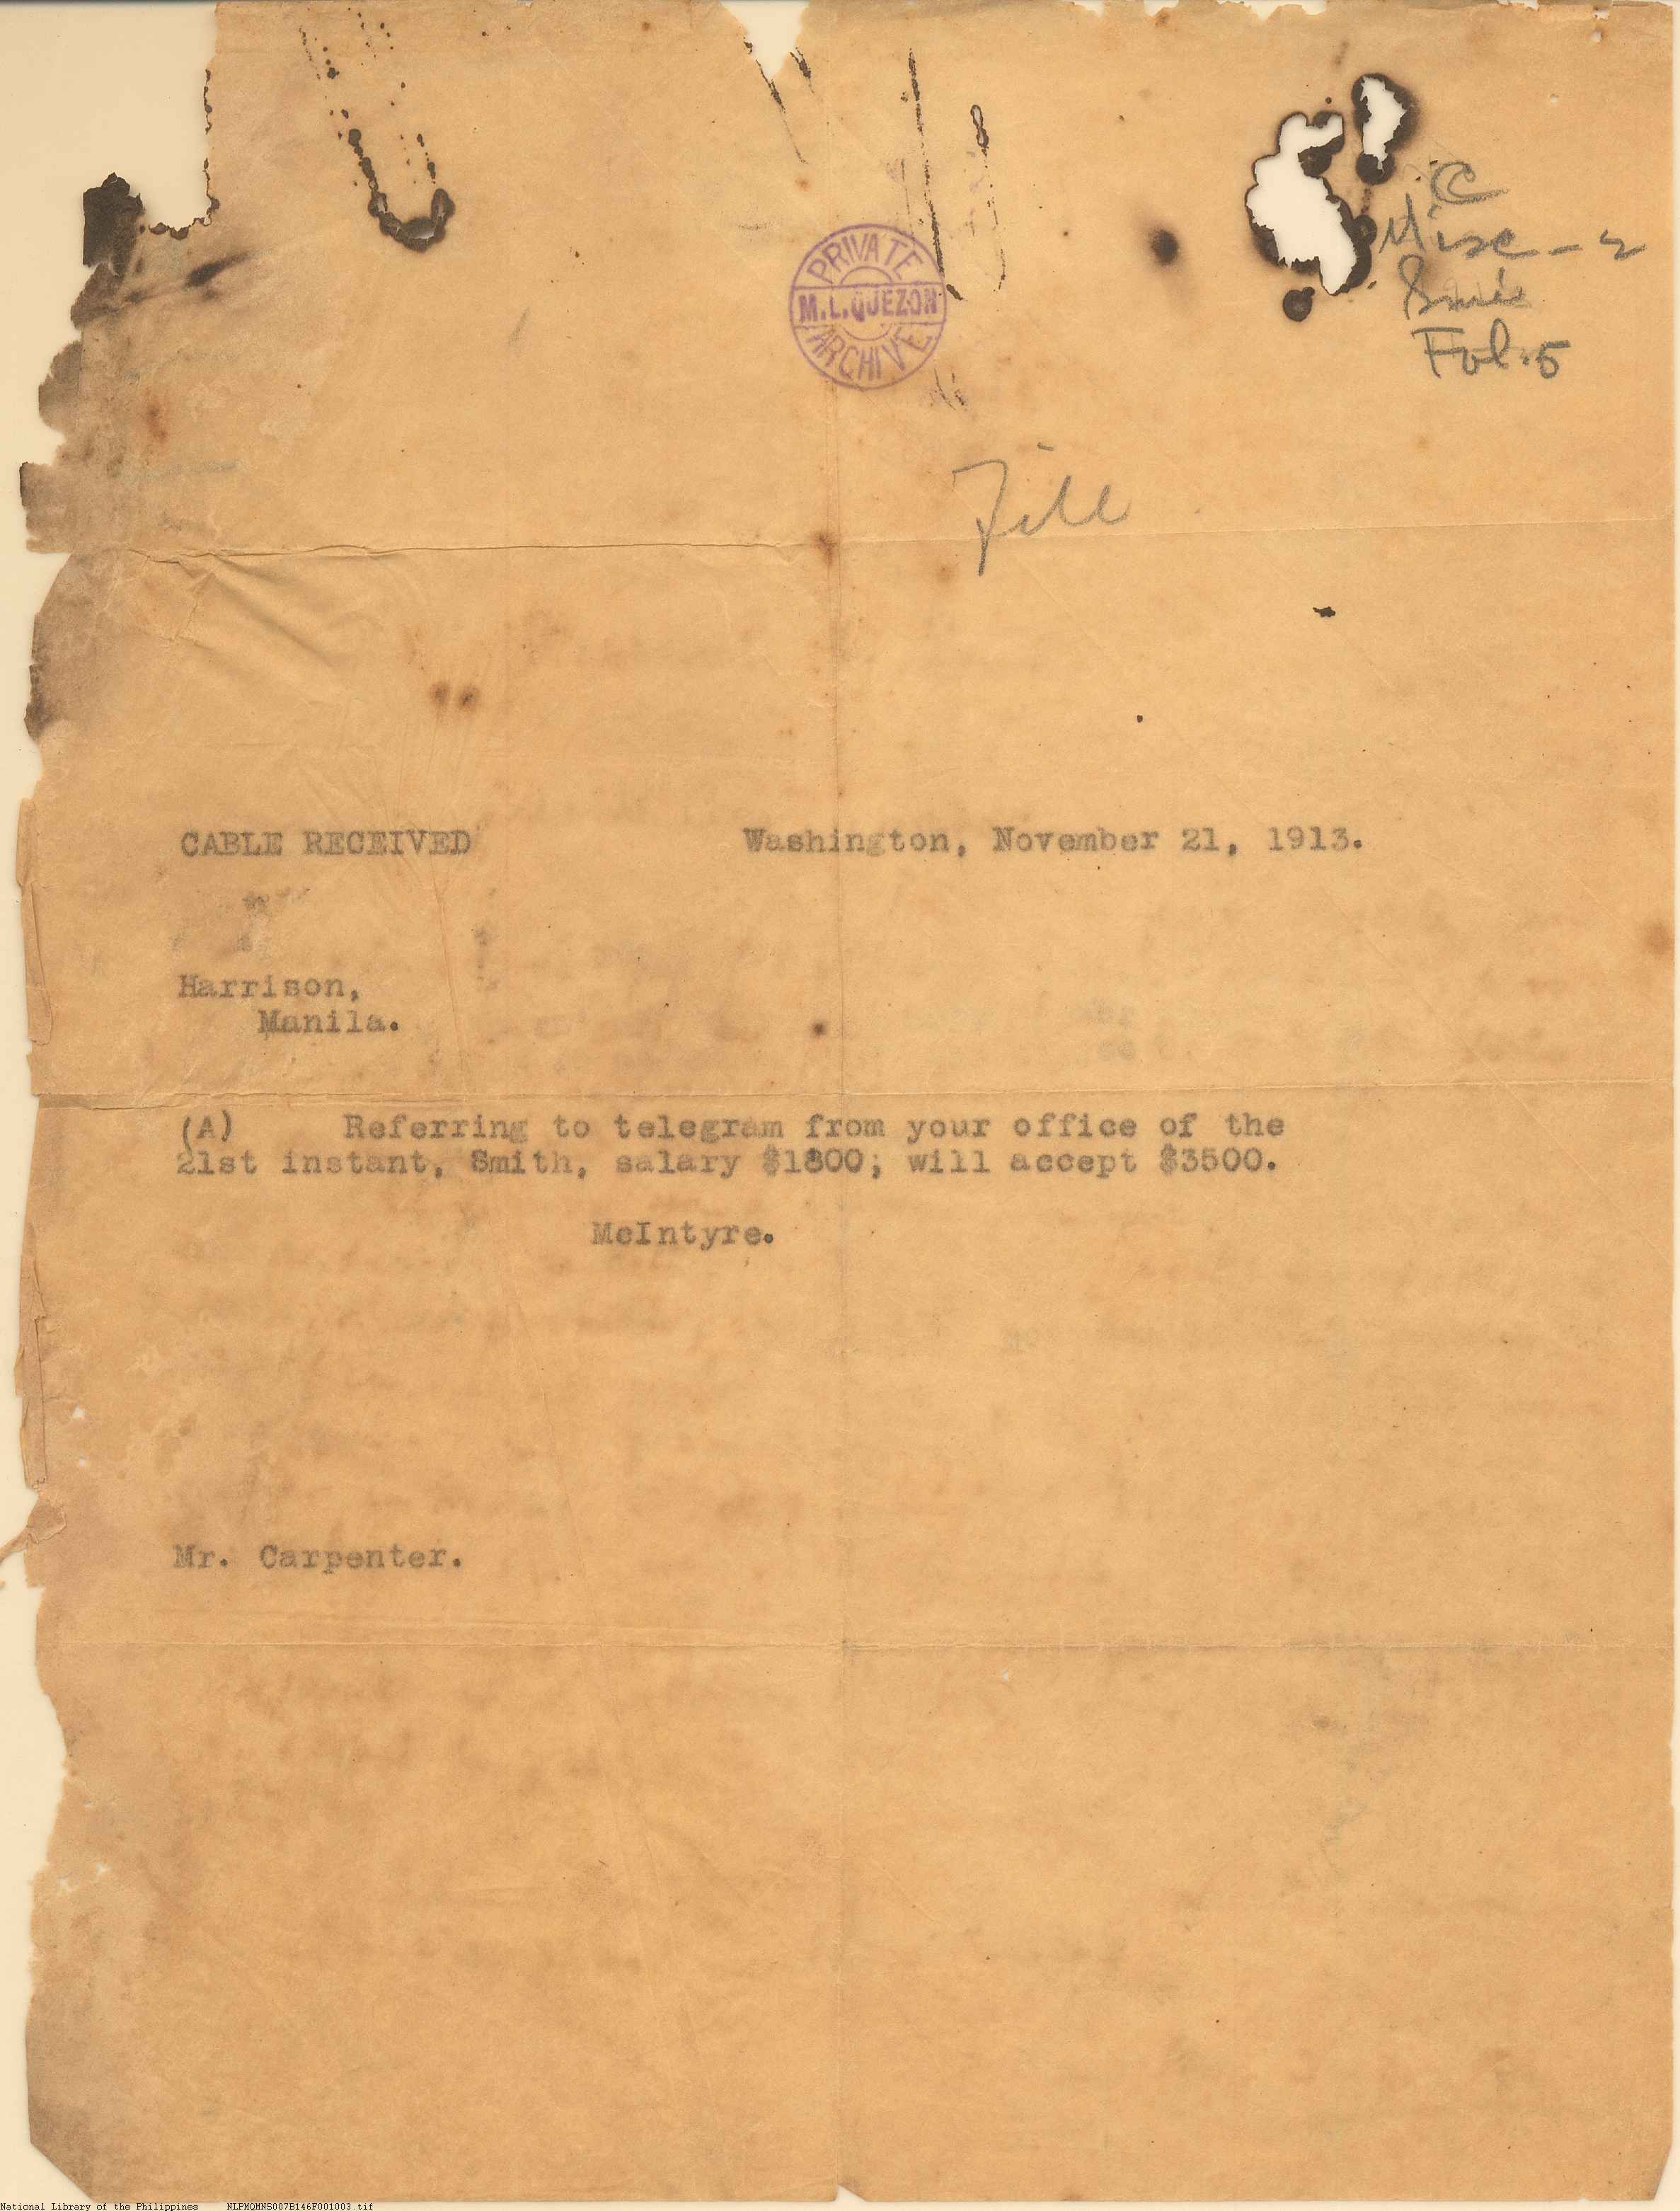 PRIVATE
M.L.QUEZON
ARCHIVE
C
Misc-2
Fol.5
File
CABLE RECEIVED Washington, November 21, 1913.
Harrison,
Manila.
(A) Referring to telegram from your office of the
21st instant, Smith, salary $1800; will accept $3500.
McIntyre.
Mr. Carpenter.
National Library of the Philippines NLPMQMNS007B146F001003.tif